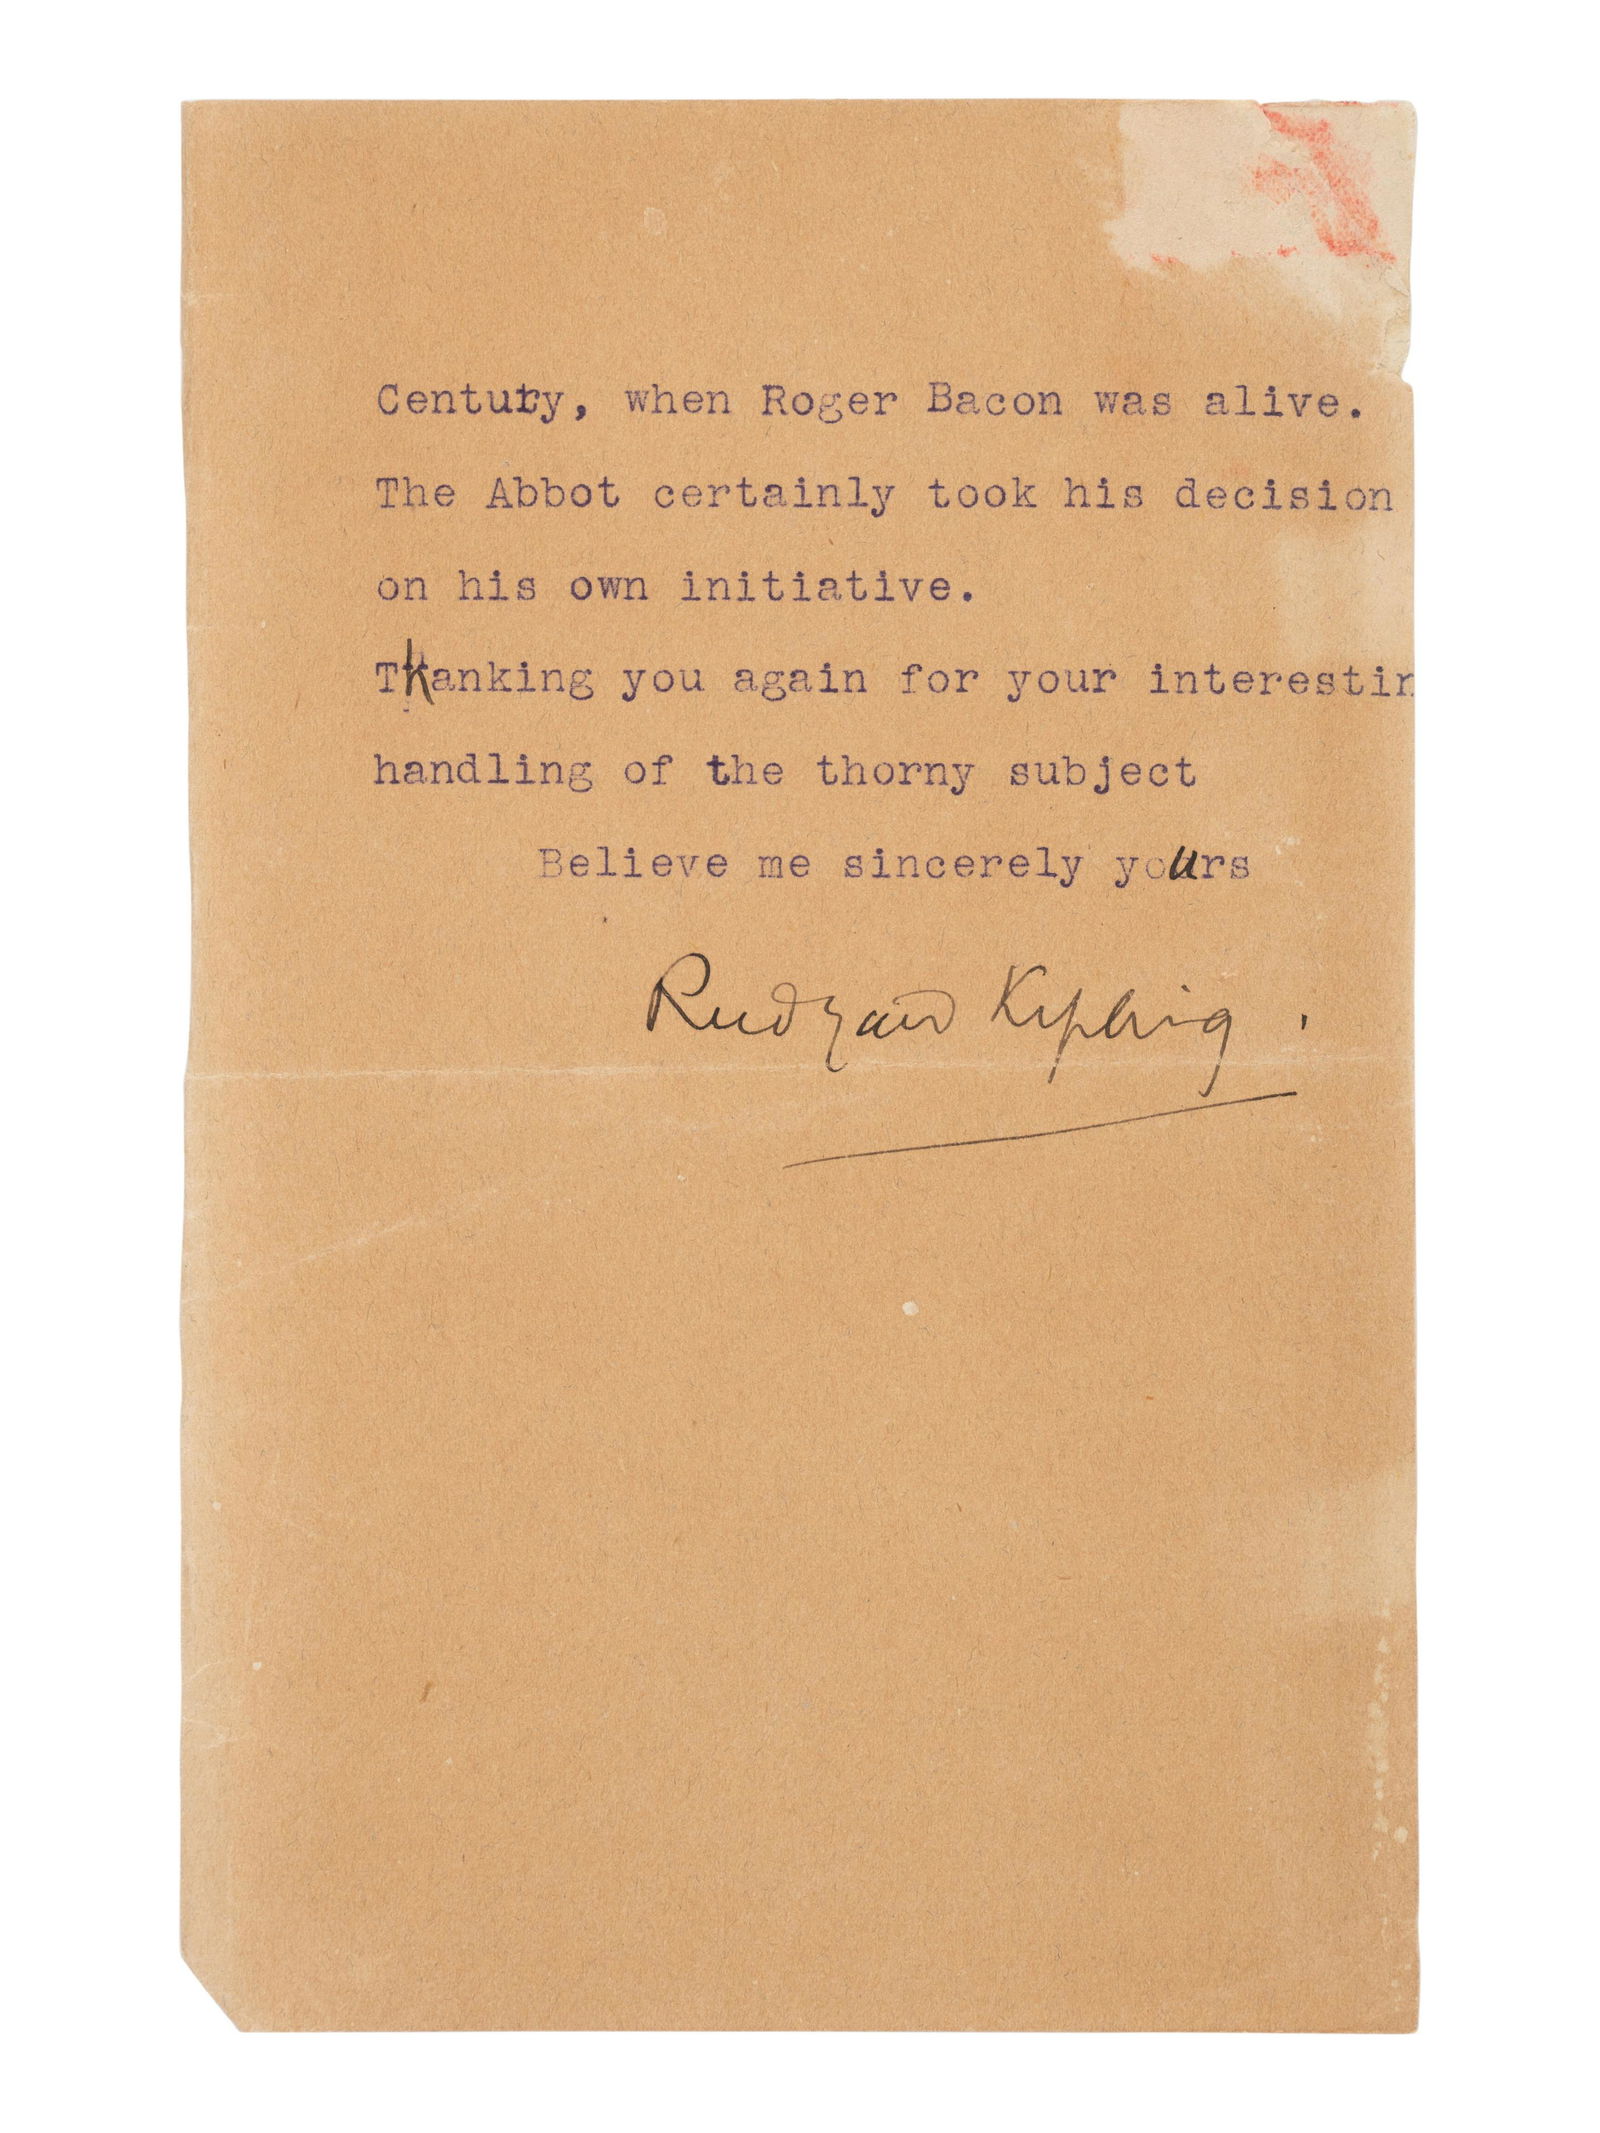 Century, when Roger Bacon was alive.
The Abbot certainly took his decision
on his own initiative.
Thanking you again for your interestin
handling of the thorny subject
Believe me sincerely yours
Rudyard Kipling.